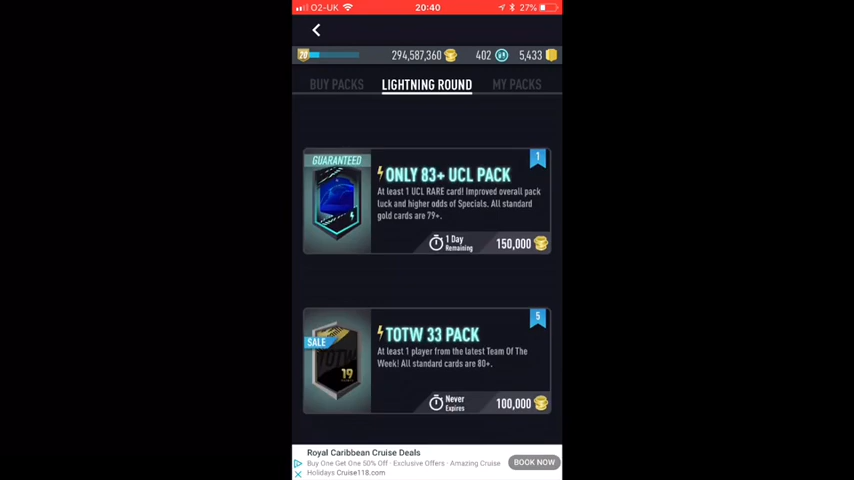 O2-UK 20:40 27%
79 294,587,360 402 5,433
BUY PACKS LIGHTNING ROUND MY PACKS
GUARANTEED
1
ONLY 83+ UCL PACK
At least 1 UCL RARE card! Improved overall pack
luck and higher odds of Specials. All standard
gold cards are 79+.
1 Day
Remaining
150,000
5
TOTW 33 PACK
SALE
At least 1 player from the latest Team Of The
Week! All standard cards are 80+.
TOTW
19
Never
Expires
100,000
Royal Caribbean Cruise Deals
Buy One Get One 50% Off · Exclusive Offers · Amazing Cruise
Holidays Cruise118.com
BOOK NOW